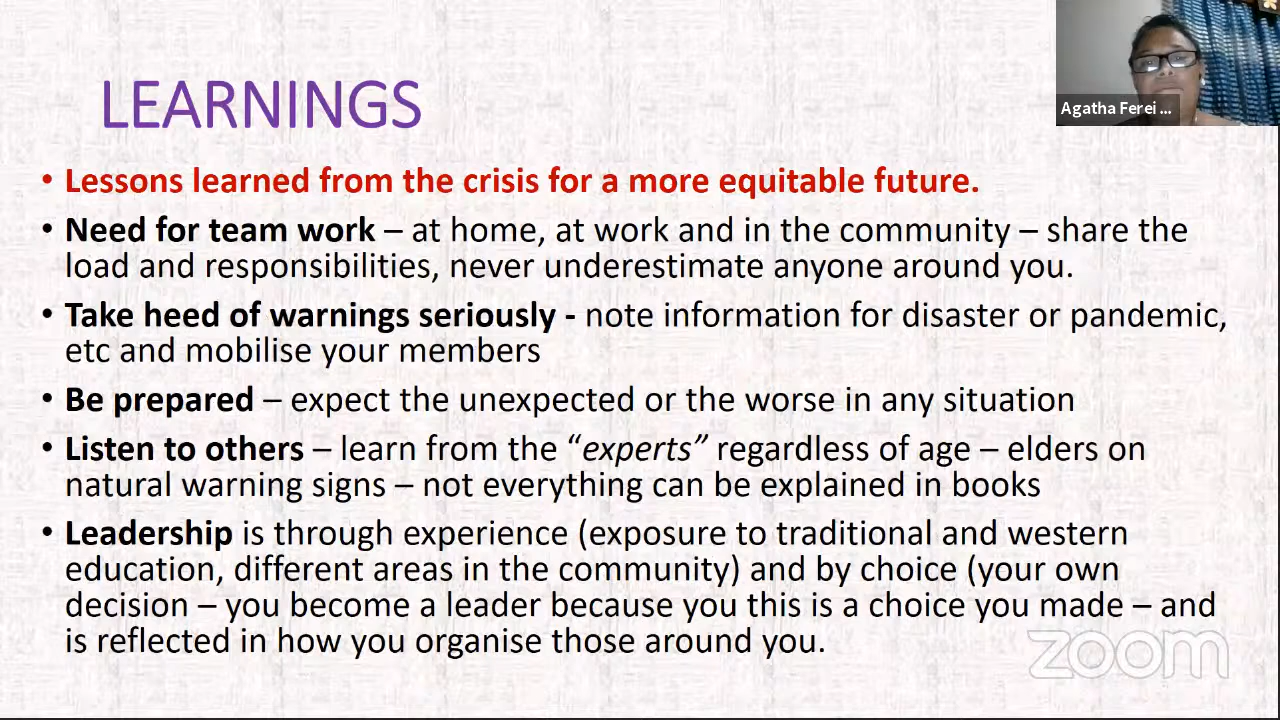 LEARNINGS
Agatha Ferei ...
• Lessons learned from the crisis for a more equitable future.
• Need for team work – at home, at work and in the community – share the
load and responsibilities, never underestimate anyone around you.
• Take heed of warnings seriously - note information for disaster or pandemic,
etc and mobilise your members
• Be prepared – expect the unexpected or the worse in any situation
• Listen to others – learn from the “experts” regardless of age – elders on
natural warning signs – not everything can be explained in books
• Leadership is through experience (exposure to traditional and western
education, different areas in the community) and by choice (your own
decision – you become a leader because you this is a choice you made – and
is reflected in how you organise those around you.
zoom